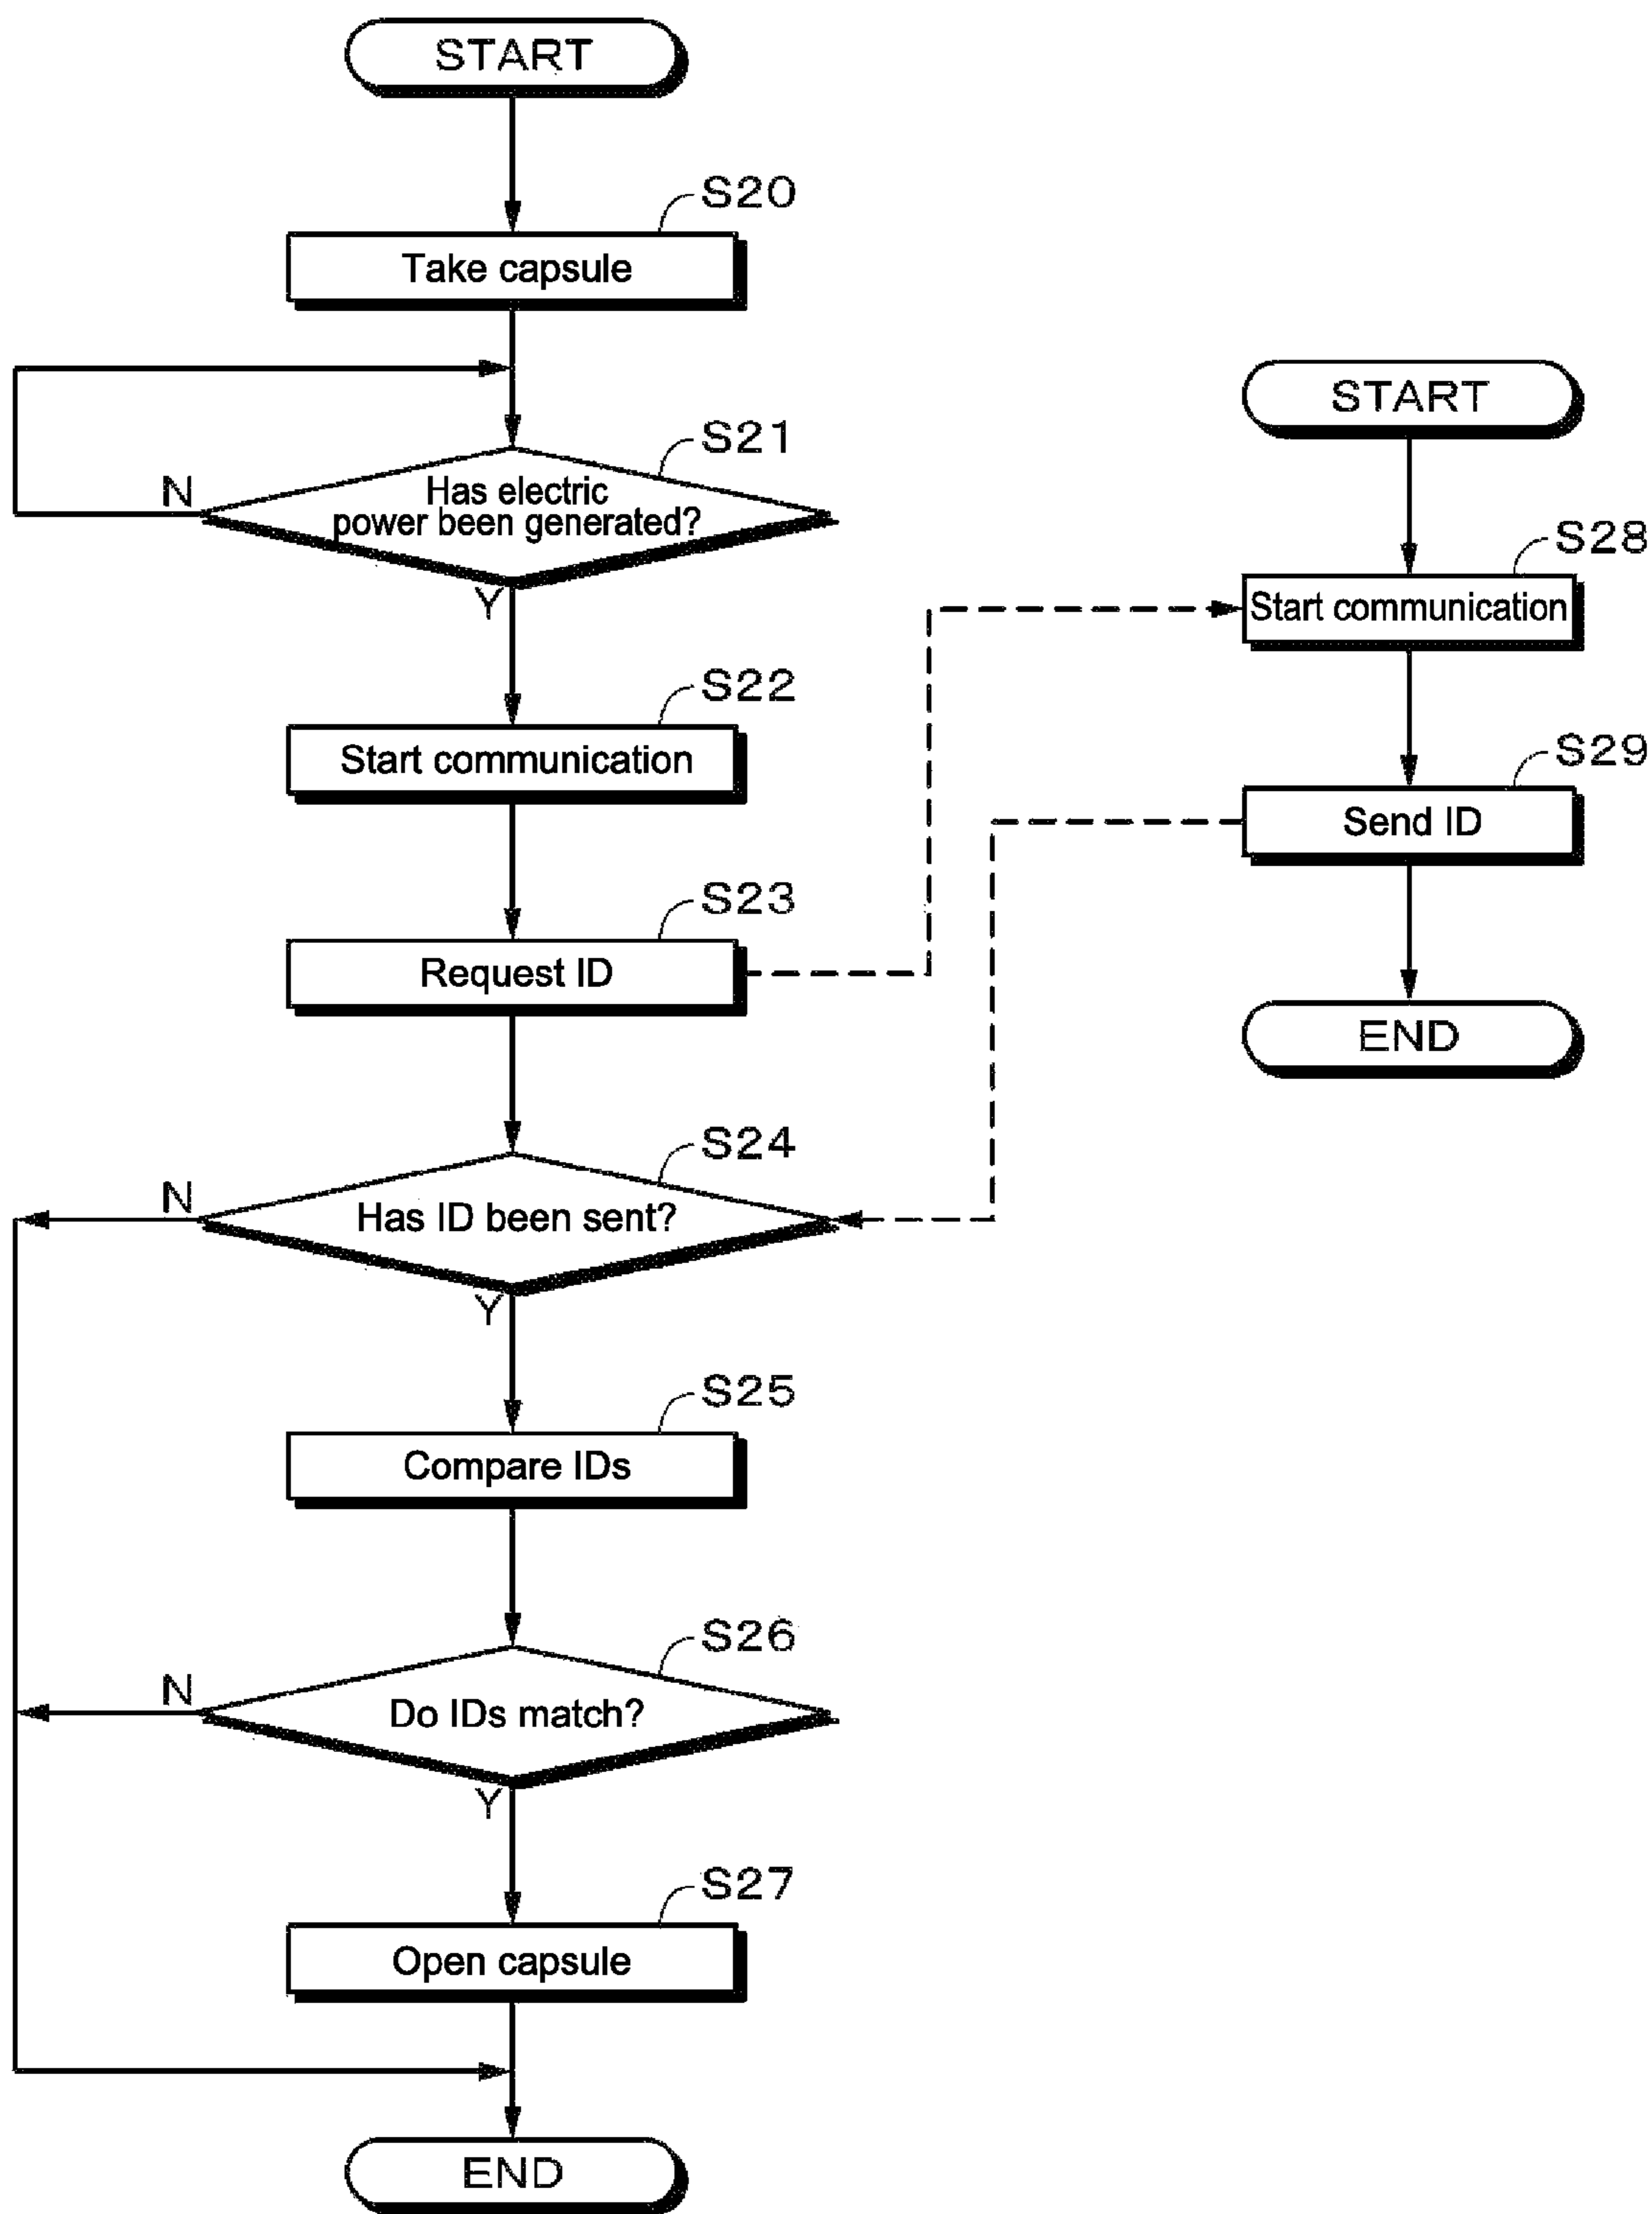 START
S20
Take capsule
S21
Has electric
power been generated?
N
Y
S22
Start communication
S23
Request ID
S24
Has ID been sent?
N
Y
S25
Compare IDs
S26
Do IDs match?
N
Y
S27
Open capsule
END
START
S28
Start communication
S29
Send ID
END